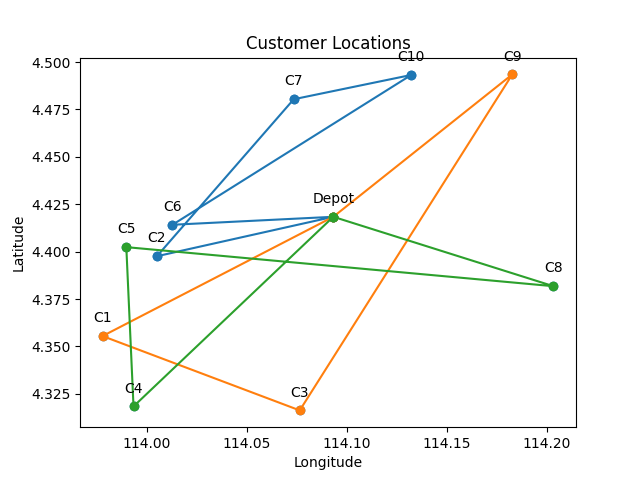 Customer Locations
C10
C9
C7
C6
Depot
C5
C2
C8
C1
C4
C3
4.500
4.475
4.450
4.425
4.400
4.375
4.350
4.325
Latitude
114.00
114.05
114.10
114.15
114.20
Longitude